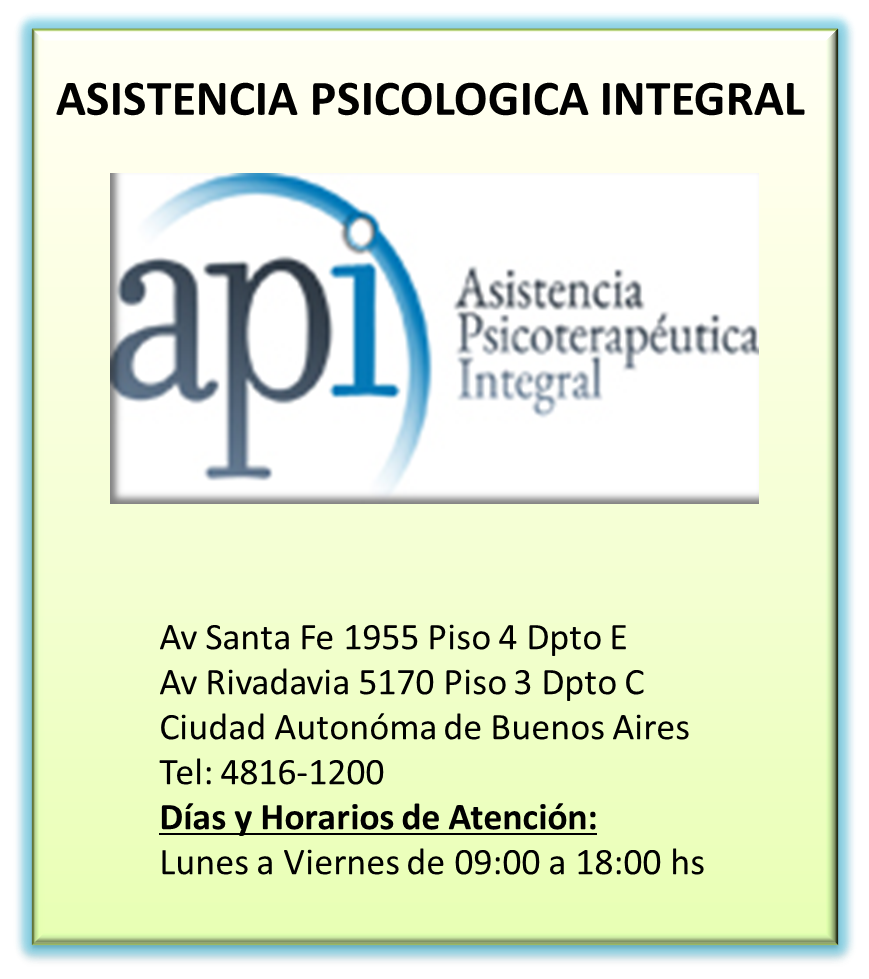 ASISTENCIA PSICOLOGICA INTEGRAL
api
Asistencia
Psicoterapéutica
Integral
Av Santa Fe 1955 Piso 4 Dpto E
Av Rivadavia 5170 Piso 3 Dpto C
Ciudad Autonóma de Buenos Aires
Tel: 4816-1200
Días y Horarios de Atención:
Lunes a Viernes de 09:00 a 18:00 hs